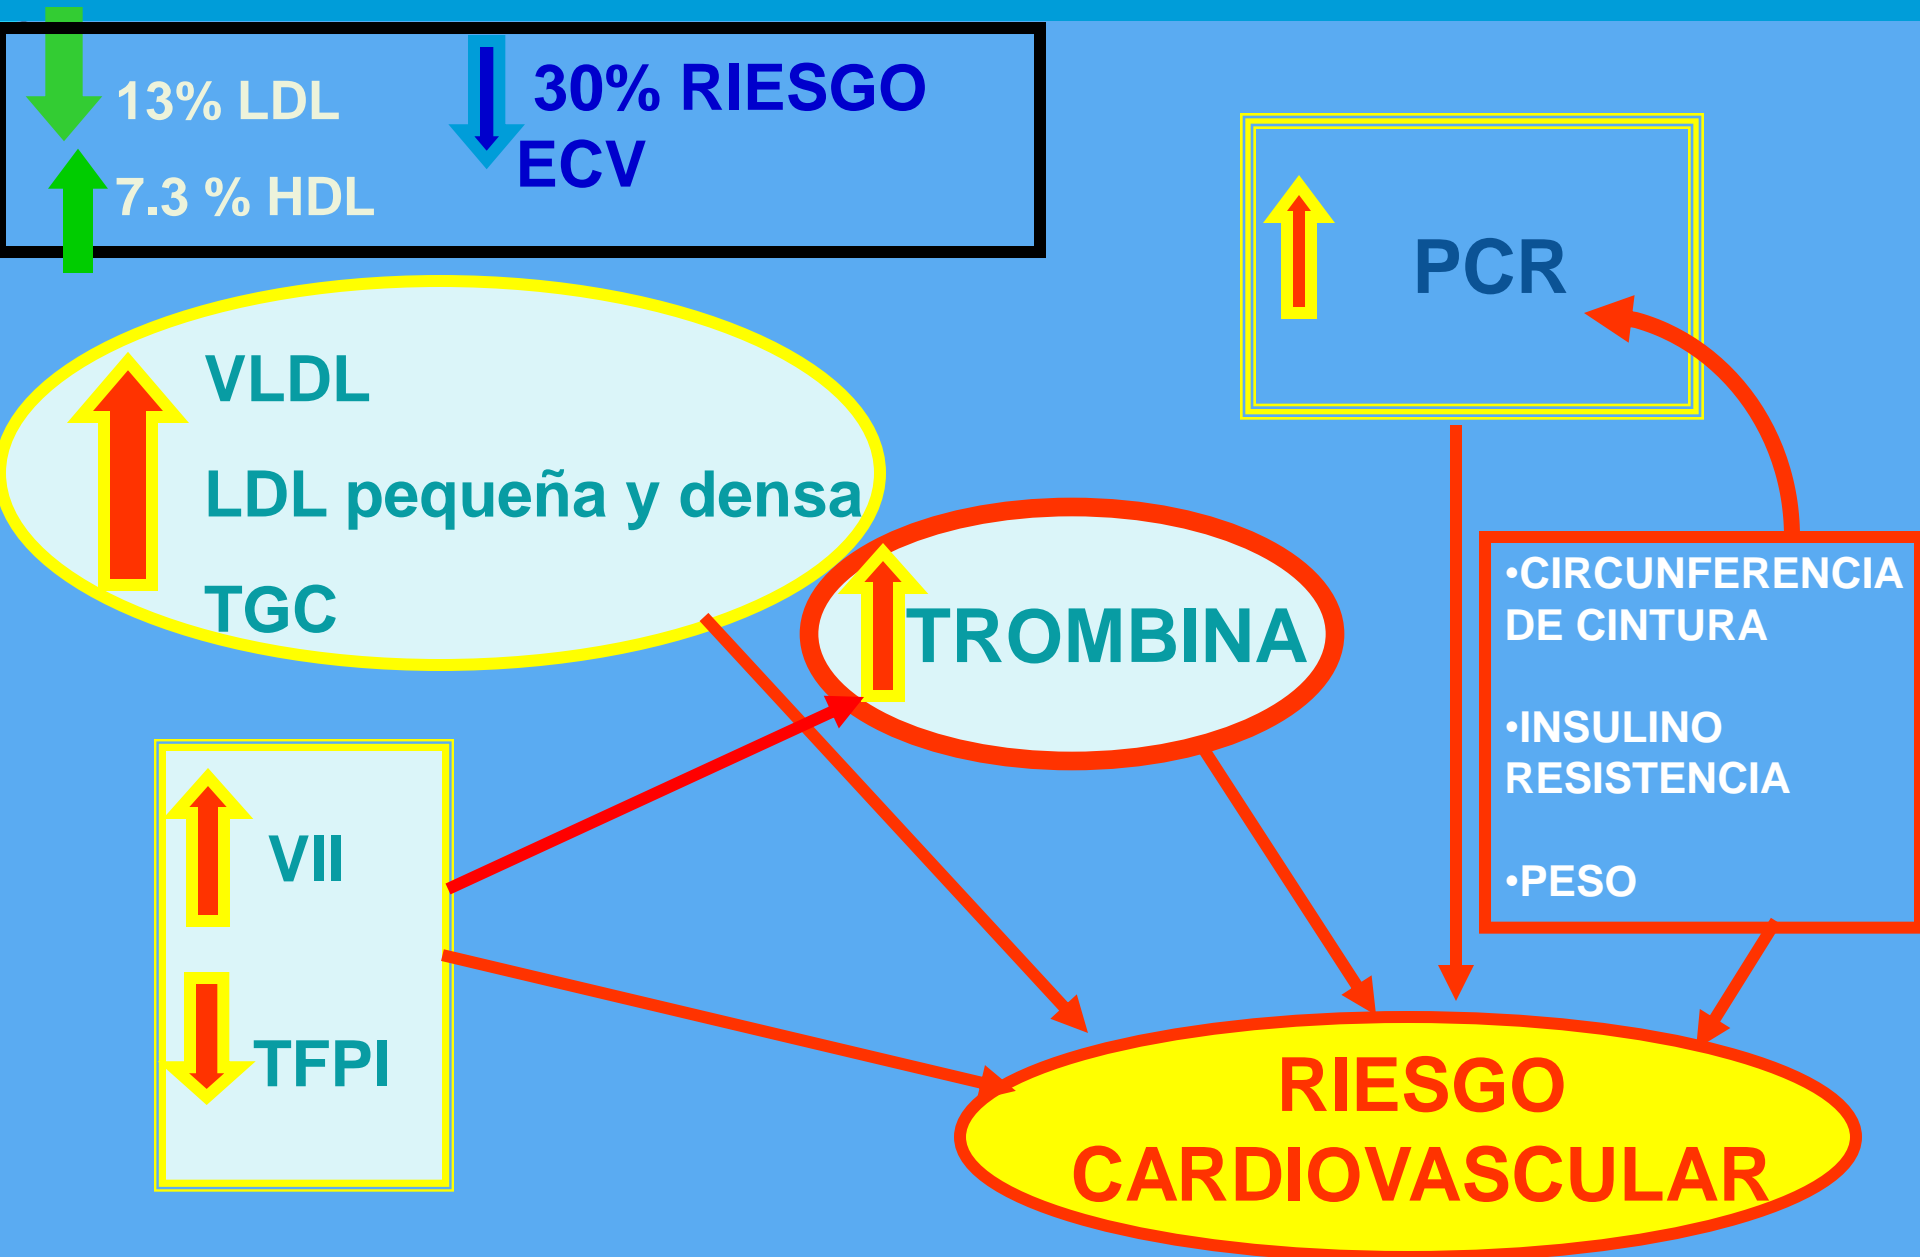 13% LDL
7.3 % HDL
30% RIESGO
ECV
PCR
VLDL
LDL pequeña y densa
TGC
TROMBINA
•CIRCUNFERENCIA
DE CINTURA
•INSULINO
RESISTENCIA
•PESO
VII
TFPI
RIESGO
CARDIOVASCULAR